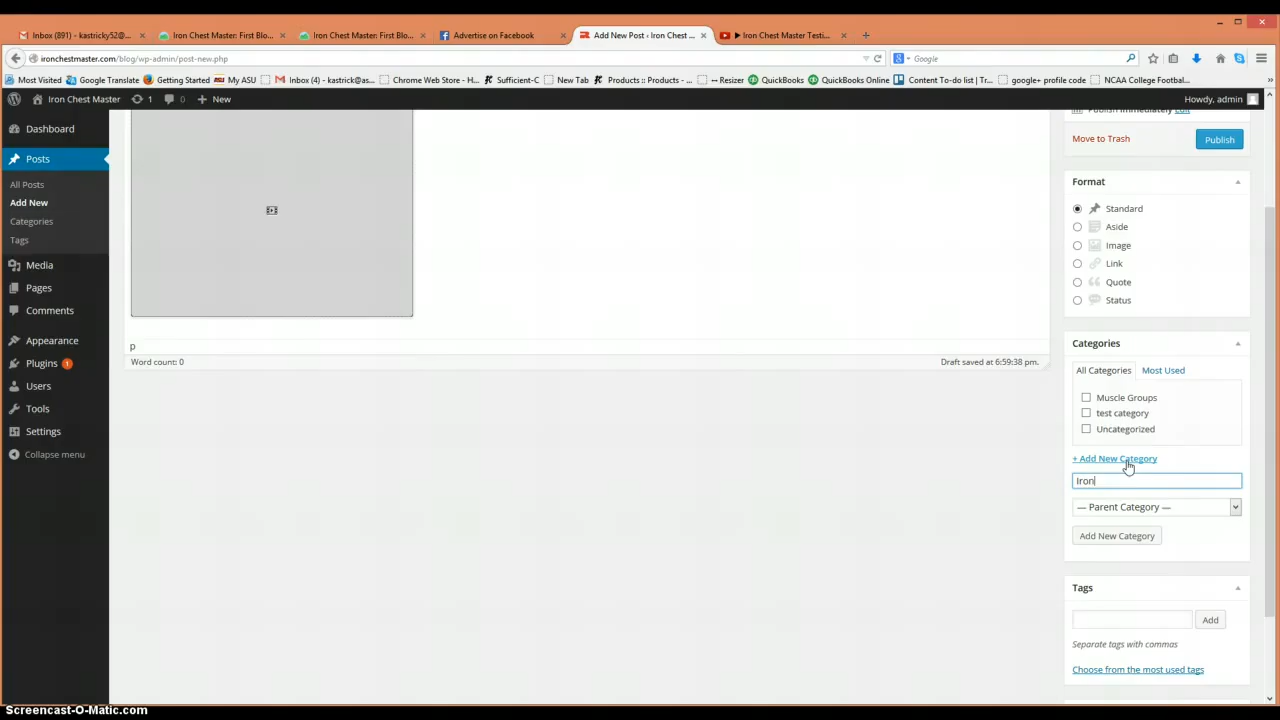 Inbox (891) - kastricky52@...
Iron Chest Master: First Blo...
Iron Chest Master: First Blo...
Advertise on Facebook
Add New Post ‹ Iron Chest ...
Iron Chest Master Testi...
ironchestmaster.com/blog/wp-admin/post-new.php
Google
Most Visited
Google Translate
Getting Started
My ASU
Inbox (4) - kastrick@as...
Chrome Web Store - H...
Sufficient-C
New Tab
Products :: Products - ...
-- Resizer
QuickBooks
QuickBooks Online
Content To-do list | Tr...
google+ profile code
NCAA College Footbal...
Iron Chest Master
1
0
New
Howdy, admin
Dashboard
Posts
All Posts
Add New
Categories
Tags
Media
Pages
Comments
Appearance
Plugins 1
Users
Tools
Settings
Collapse menu
p
Word count: 0
Draft saved at 6:59:38 pm.
Publish immediately Edit
Move to Trash
Publish
Format
Standard
Aside
Image
Link
Quote
Status
Categories
All Categories
Most Used
Muscle Groups
test category
Uncategorized
+ Add New Category
Iron
— Parent Category —
Add New Category
Tags
Add
Separate tags with commas
Choose from the most used tags
Screencast-O-Matic.com